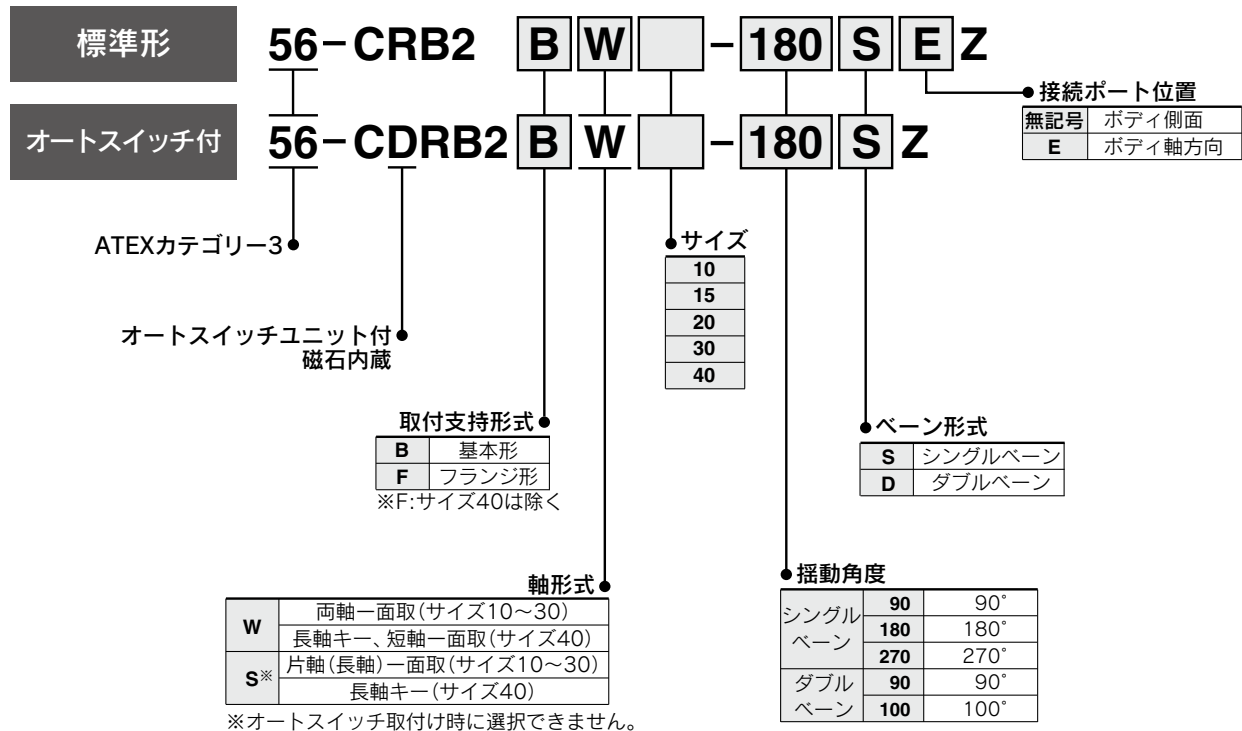 標準形 56-CRB2 B W -180 S E Z
接続ポート位置
無記号 ボディ側面
E ボディ軸方向
オートスイッチ付 56-CDRB2 B W -180 S Z
ATEXカテゴリー3
オートスイッチユニット付
磁石内蔵
サイズ
10
15
20
30
40
取付支持形式
B 基本形
F フランジ形
※F:サイズ40は除く
ベーン形式
S シングルベーン
D ダブルベーン
軸形式
W 両軸一面取(サイズ10〜30)
長軸キー、短軸一面取(サイズ40)
S※ 片軸(長軸)一面取(サイズ10〜30)
長軸キー(サイズ40)
※オートスイッチ取付け時に選択できません。
揺動角度
シングルベーン 90 90°
180 180°
270 270°
ダブルベーン 90 90°
100 100°